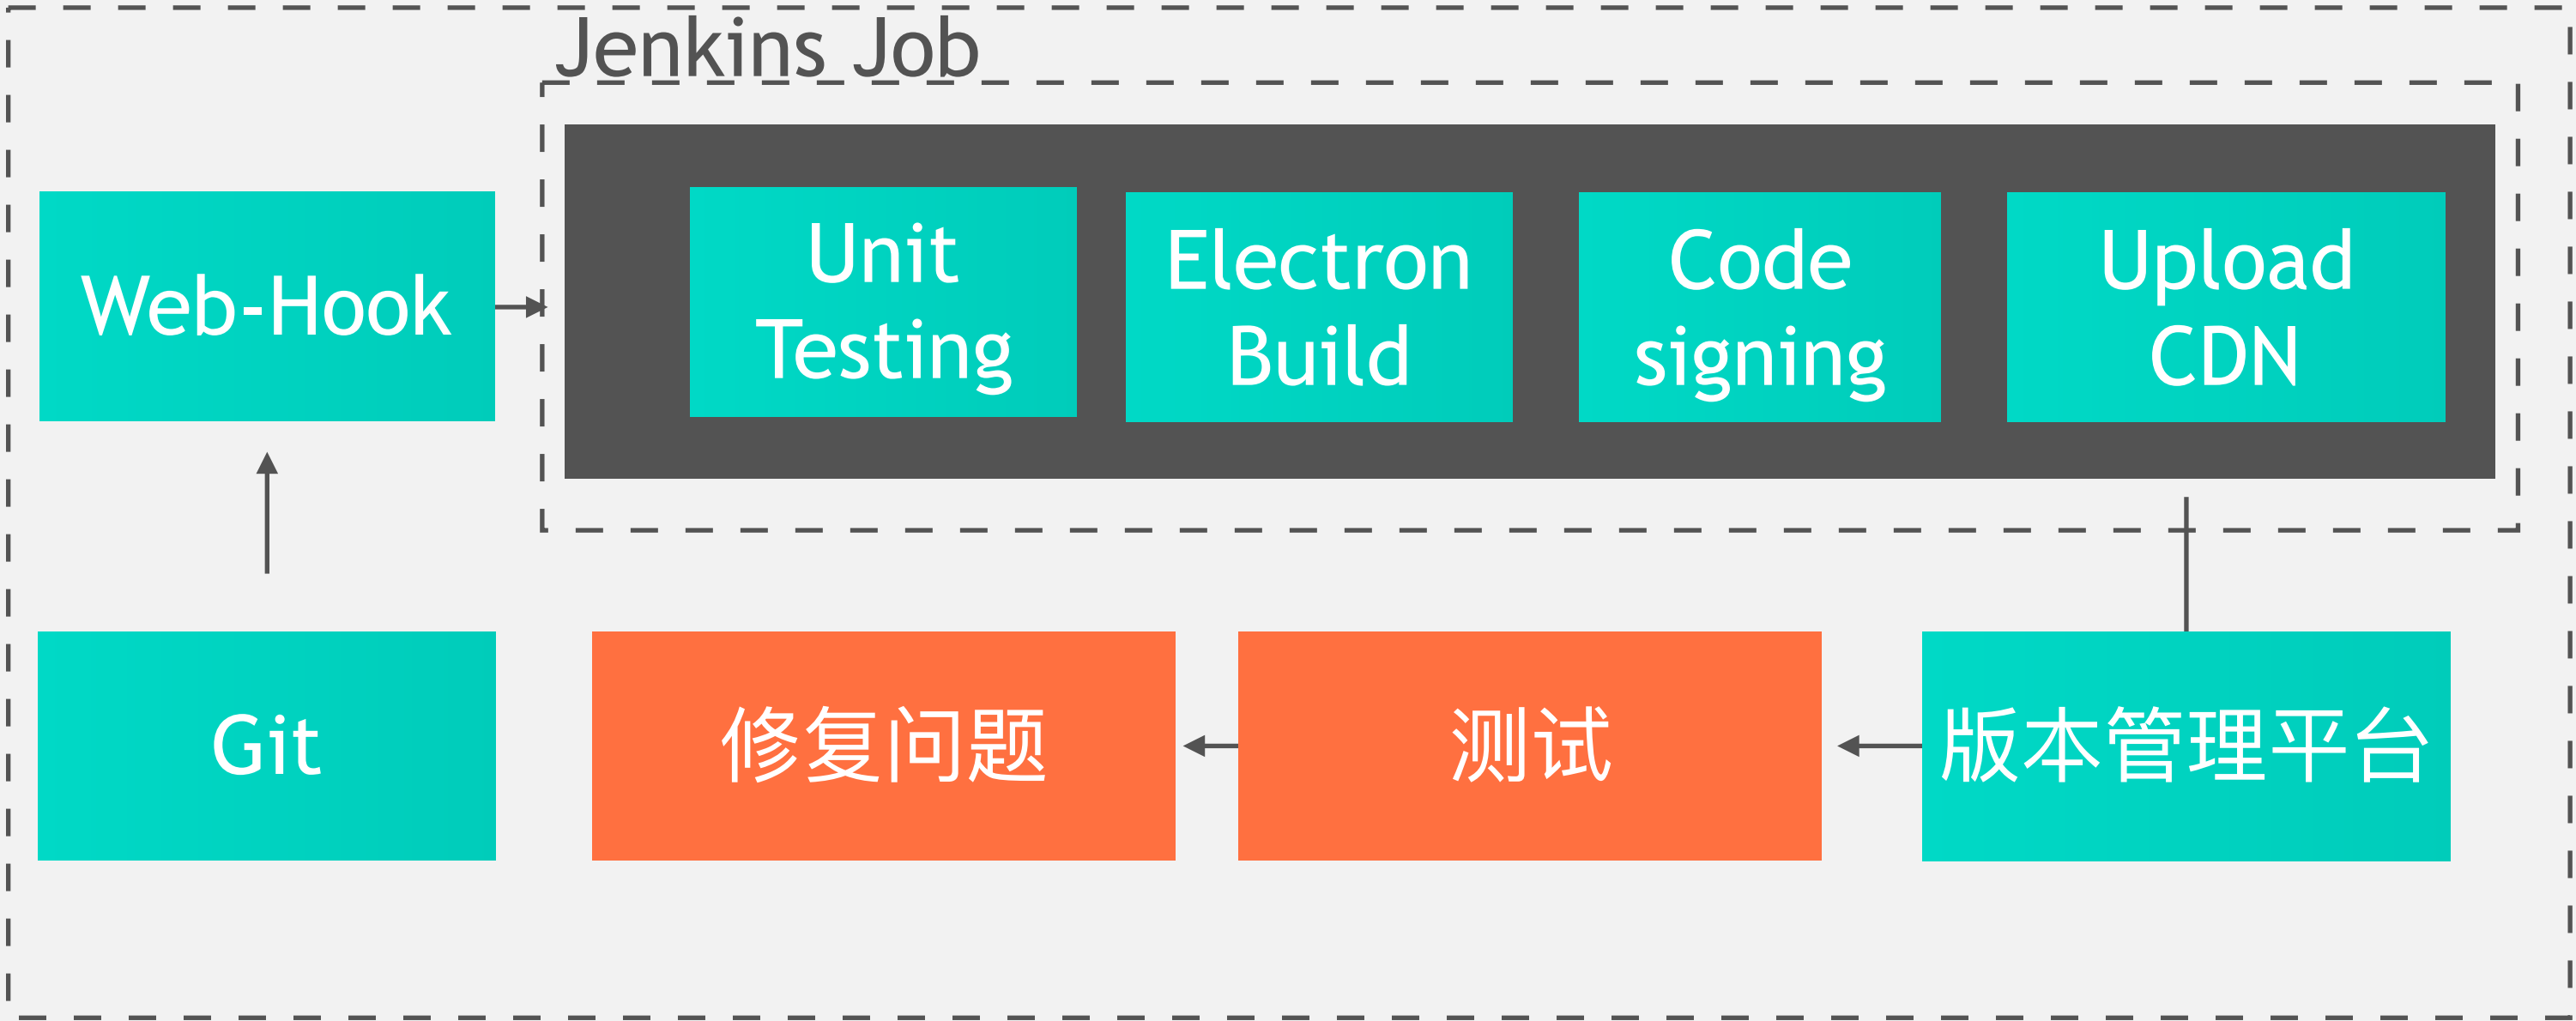 Jenkins Job
Web-Hook
Unit
Testing
Electron
Build
Code
signing
Upload
CDN
Git
修复问题
测试
版本管理平台